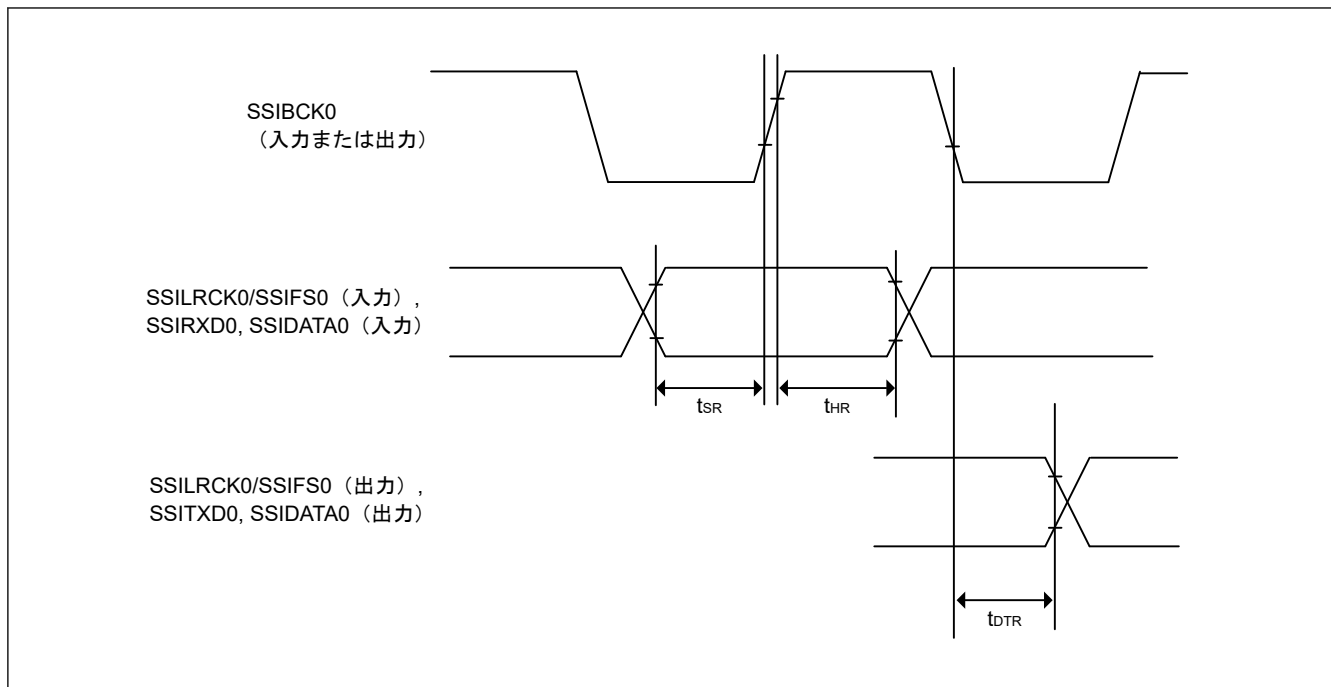 SSIBCK0
（入力または出力）
SSILRCK0/SSIFS0（入力）,
SSIRXD0, SSIDATA0（入力）
tSR
tHR
SSILRCK0/SSIFS0（出力）,
SSITXD0, SSIDATA0（出力）
tDTR